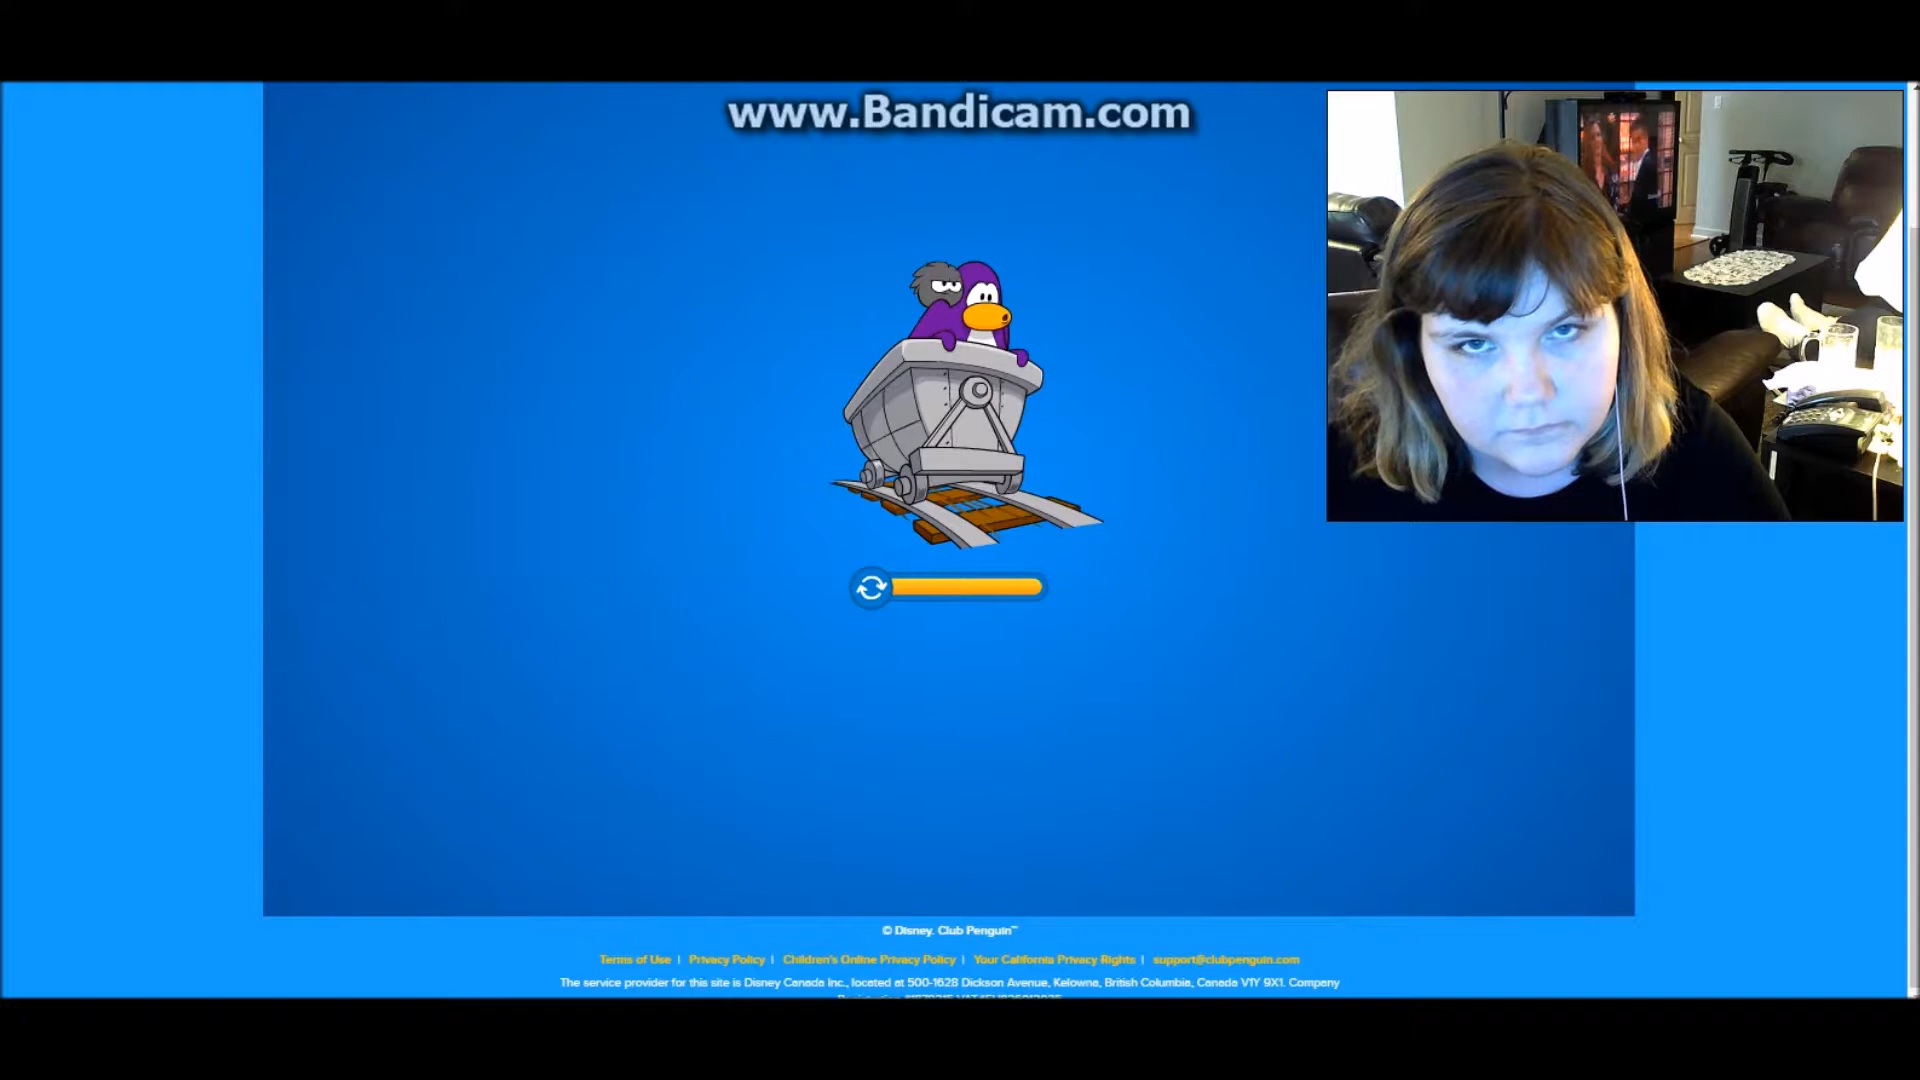 www.Bandicam.com
© Disney. Club Penguin™
Terms of Use | Privacy Policy | Children's Online Privacy Policy | Your California Privacy Rights | support@clubpenguin.com
The service provider for this site is Disney Canada Inc., located at 500-1628 Dickson Avenue, Kelowna, British Columbia, Canada V1Y 9X1. Company